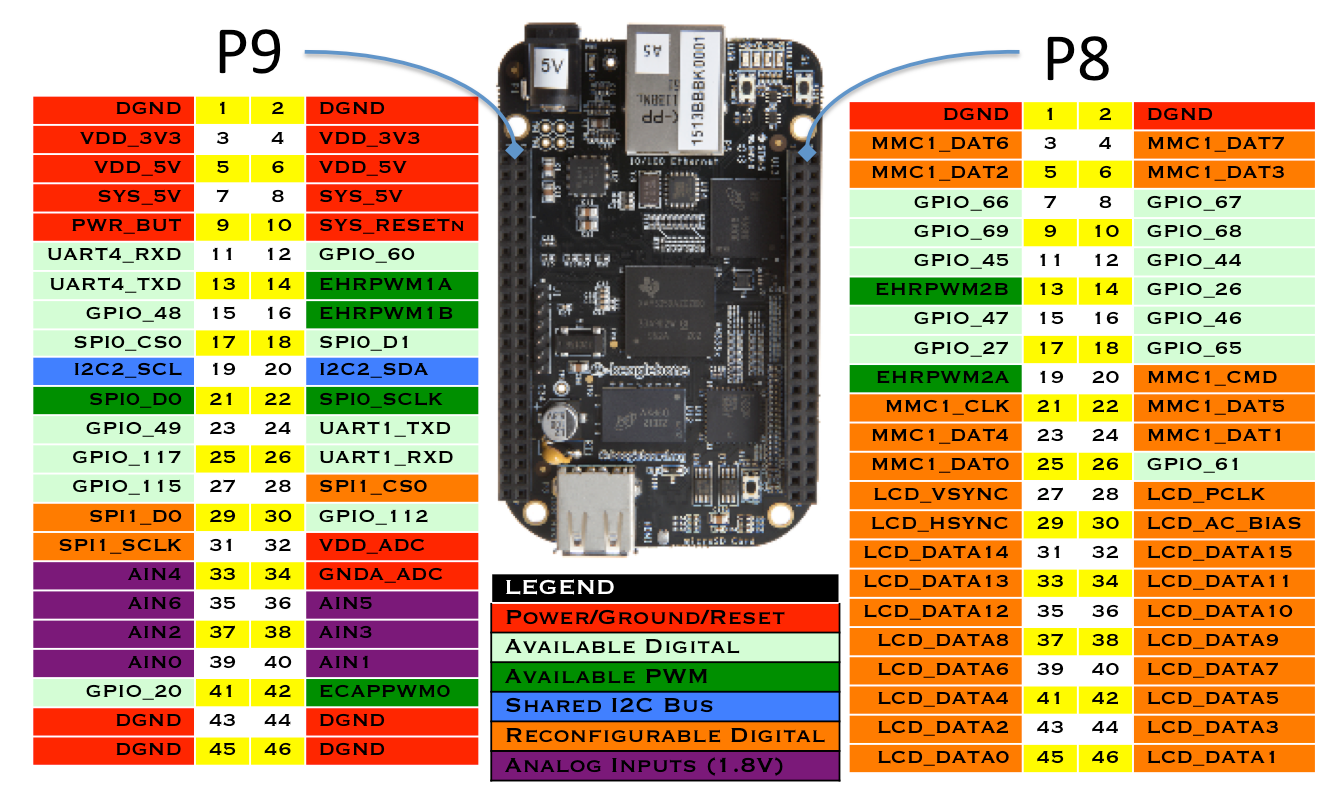 P9
P8
5V
A5
1513BBBK0001
10/100 Ethernet
MicroSD Card
DGND 1 2 DGND
VDD_3V3 3 4 VDD_3V3
VDD_5V 5 6 VDD_5V
SYS_5V 7 8 SYS_5V
PWR_BUT 9 10 SYS_RESETN
UART4_RXD 11 12 GPIO_60
UART4_TXD 13 14 EHRPWM1A
GPIO_48 15 16 EHRPWM1B
SPI0_CS0 17 18 SPI0_D1
I2C2_SCL 19 20 I2C2_SDA
SPI0_D0 21 22 SPI0_SCLK
GPIO_49 23 24 UART1_TXD
GPIO_117 25 26 UART1_RXD
GPIO_115 27 28 SPI1_CS0
SPI1_D0 29 30 GPIO_112
SPI1_SCLK 31 32 VDD_ADC
AIN4 33 34 GNDA_ADC
AIN6 35 36 AIN5
AIN2 37 38 AIN3
AIN0 39 40 AIN1
GPIO_20 41 42 ECAPPWM0
DGND 43 44 DGND
DGND 45 46 DGND
LEGEND
POWER/GROUND/RESET
AVAILABLE DIGITAL
AVAILABLE PWM
SHARED I2C BUS
RECONFIGURABLE DIGITAL
ANALOG INPUTS (1.8V)
DGND 1 2 DGND
MMC1_DAT6 3 4 MMC1_DAT7
MMC1_DAT2 5 6 MMC1_DAT3
GPIO_66 7 8 GPIO_67
GPIO_69 9 10 GPIO_68
GPIO_45 11 12 GPIO_44
EHRPWM2B 13 14 GPIO_26
GPIO_47 15 16 GPIO_46
GPIO_27 17 18 GPIO_65
EHRPWM2A 19 20 MMC1_CMD
MMC1_CLK 21 22 MMC1_DAT5
MMC1_DAT4 23 24 MMC1_DAT1
MMC1_DAT0 25 26 GPIO_61
LCD_VSYNC 27 28 LCD_PCLK
LCD_HSYNC 29 30 LCD_AC_BIAS
LCD_DATA14 31 32 LCD_DATA15
LCD_DATA13 33 34 LCD_DATA11
LCD_DATA12 35 36 LCD_DATA10
LCD_DATA8 37 38 LCD_DATA9
LCD_DATA6 39 40 LCD_DATA7
LCD_DATA4 41 42 LCD_DATA5
LCD_DATA2 43 44 LCD_DATA3
LCD_DATA0 45 46 LCD_DATA1